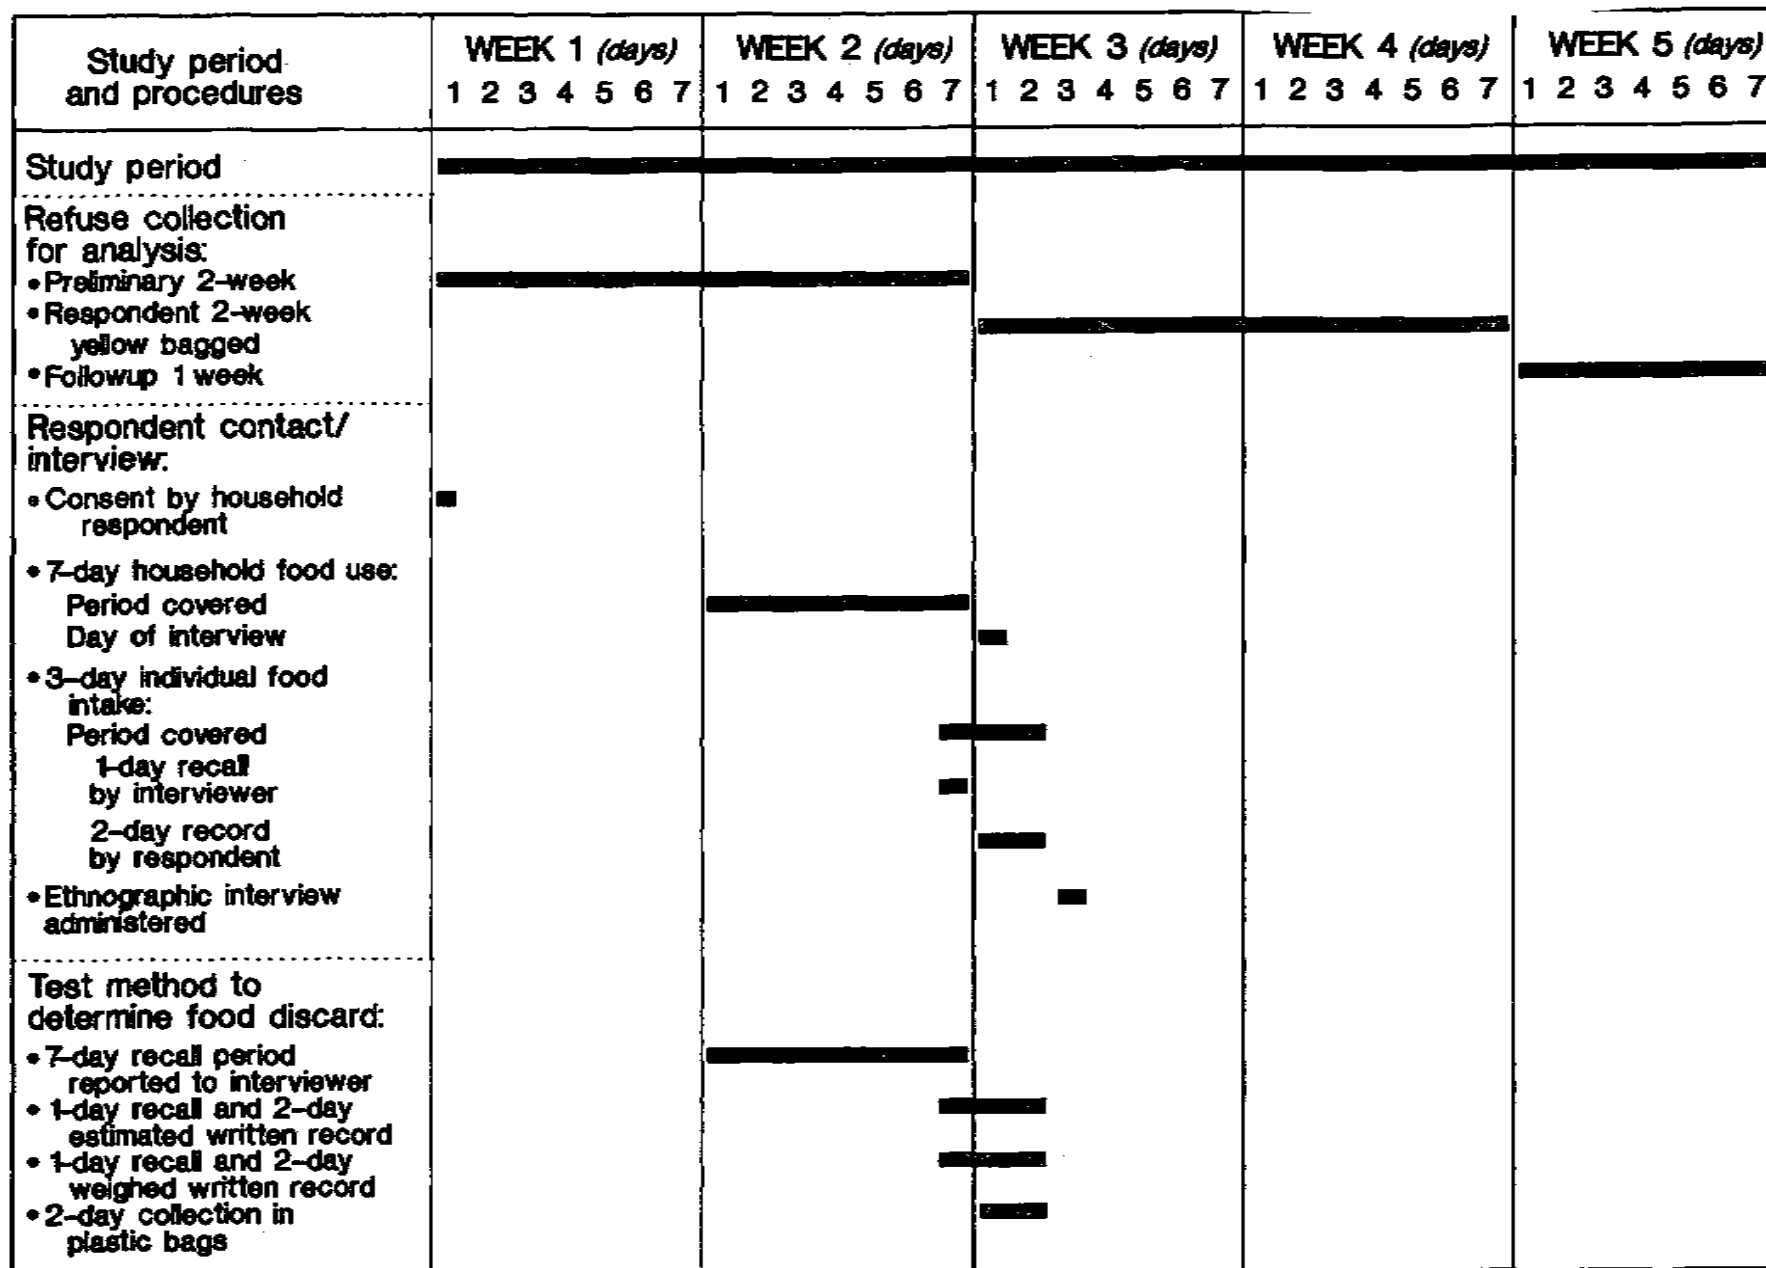 Study period and procedures
WEEK 1 (days)
WEEK 2 (days)
WEEK 3 (days)
WEEK 4 (days)
WEEK 5 (days)
1 2 3 4 5 6 7
1 2 3 4 5 6 7
1 2 3 4 5 6 7
1 2 3 4 5 6 7
1 2 3 4 5 6 7
Study period
Refuse collection
for analysis:
• Preliminary 2-week
• Respondent 2-week
yellow bagged
• Followup 1 week
Respondent contact/
interview:
• Consent by household
respondent
• 7-day household food use:
Period covered
Day of interview
• 3-day individual food
intake:
Period covered
1-day recall
by interviewer
2-day record
by respondent
• Ethnographic interview
administered
Test method to
determine food discard:
• 7-day recall period
reported to interviewer
• 1-day recall and 2-day
estimated written record
• 1-day recall and 2-day
weighed written record
• 2-day collection in
plastic bags